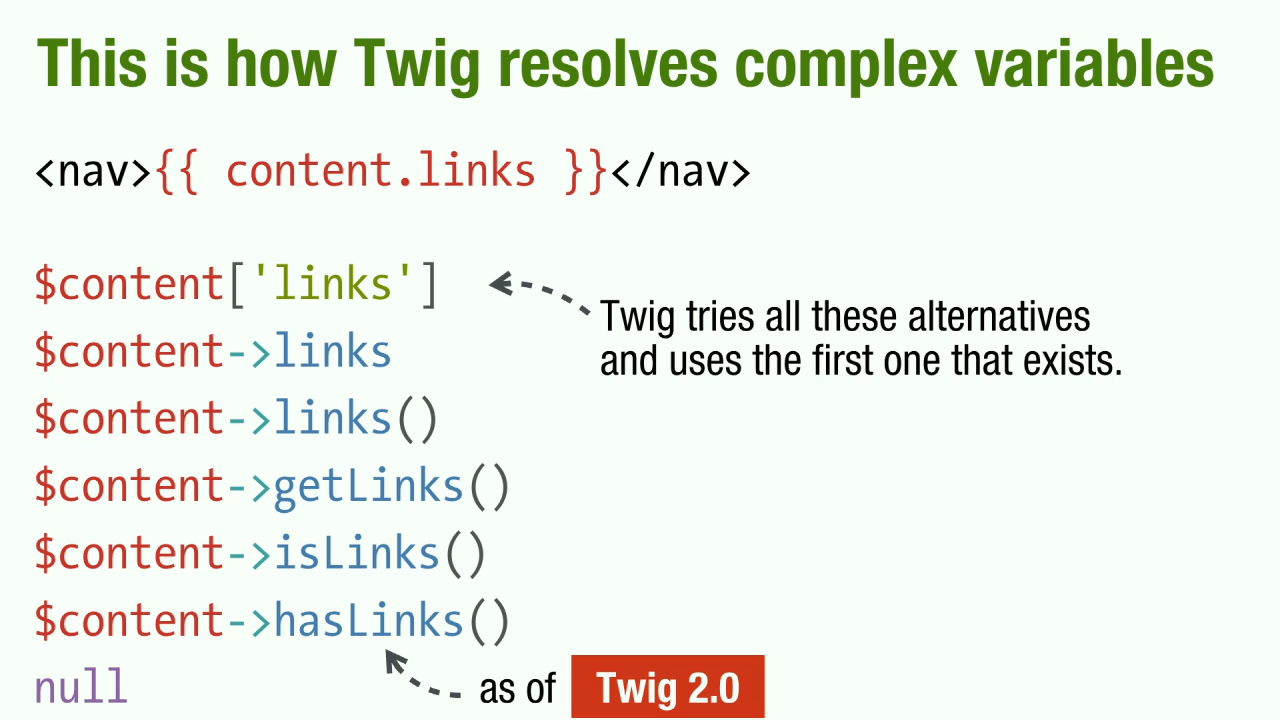 This is how Twig resolves complex variables
<nav>{{ content.links }}</nav>
$content['links']
Twig tries all these alternatives
and uses the first one that exists.
$content->links
$content->links()
$content->getLinks()
$content->isLinks()
$content->hasLinks()
null
as of Twig 2.0